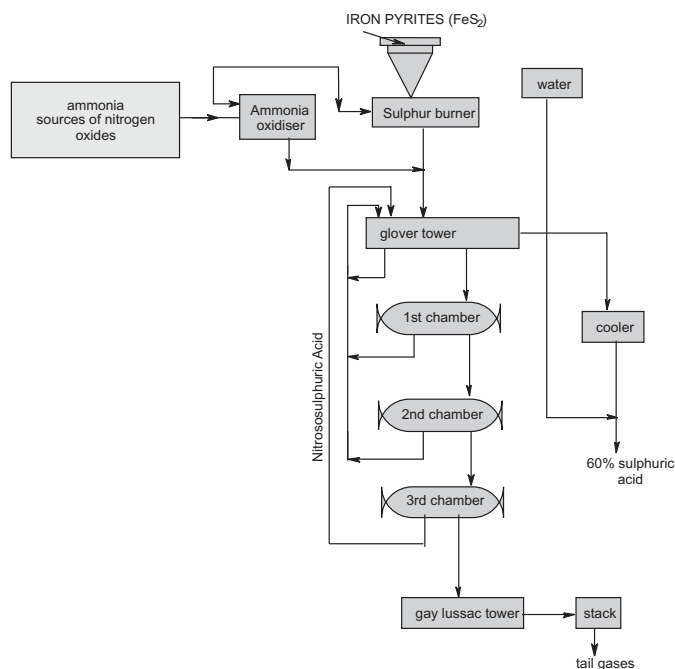 IRON PYRITES (FeS₂)
water
ammonia
sources of nitrogen
oxides
Ammonia
oxidiser
Sulphur burner
glover tower
1st chamber
cooler
Nitrososulphuric Acid
2nd chamber
60% sulphuric
acid
3rd chamber
gay lussac tower
stack
tail gases